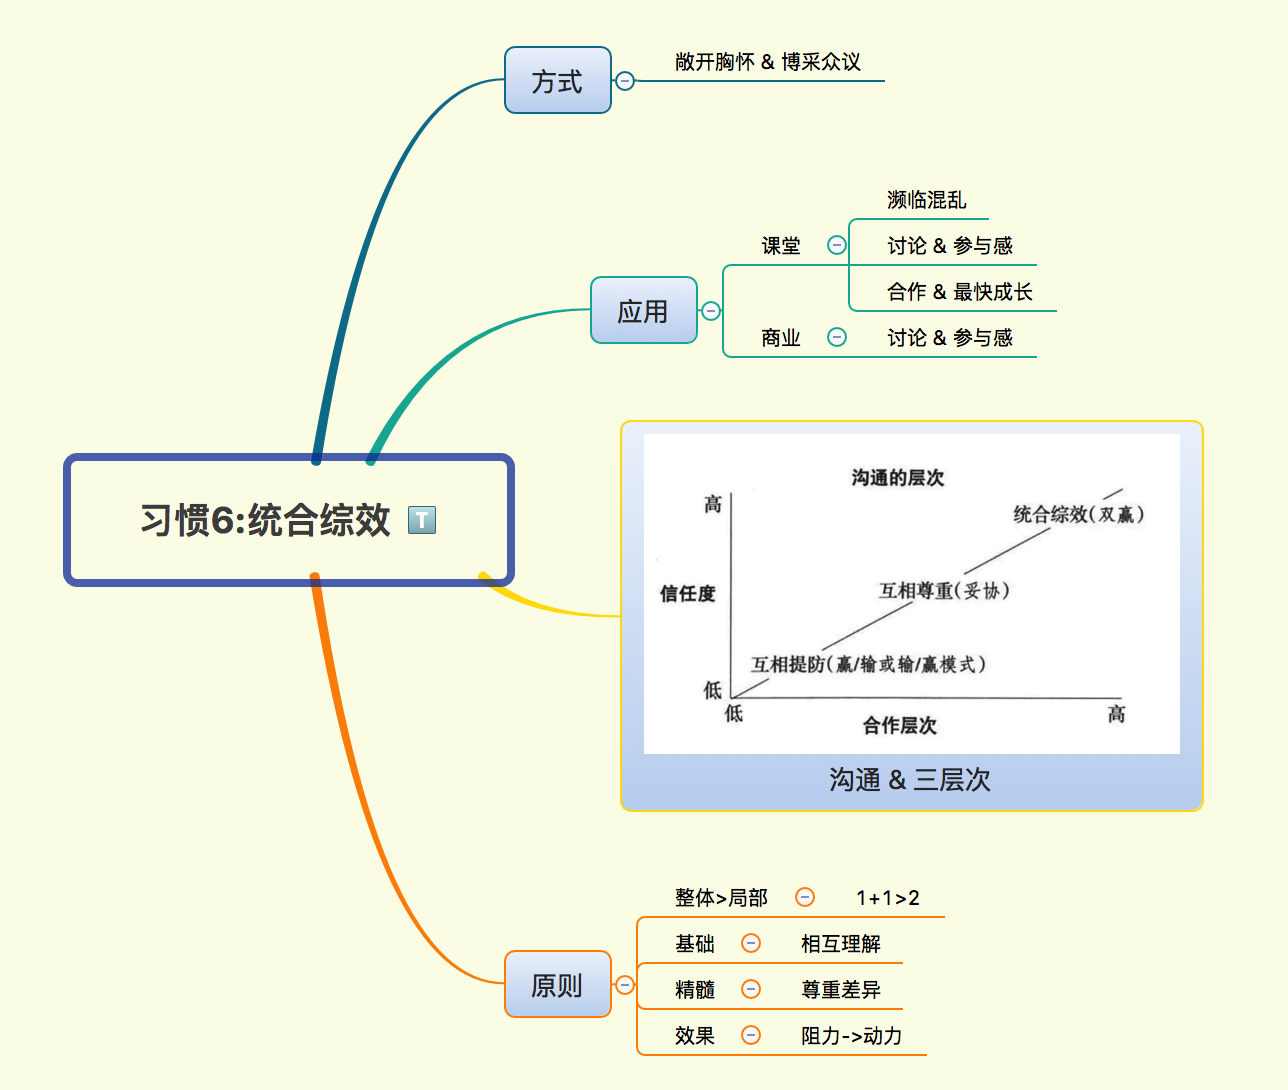 方式
敞开胸怀 & 博采众议
应用
课堂
濒临混乱
讨论 & 参与感
合作 & 最快成长
商业
讨论 & 参与感
习惯6:统合综效 T
沟通的层次
高
统合综效(双赢)
互相尊重(妥协)
信任度
互相提防(赢/输或输/赢模式)
低
低
高
合作层次
沟通 & 三层次
原则
整体>局部
1+1>2
基础
相互理解
精髓
尊重差异
效果
阻力->动力